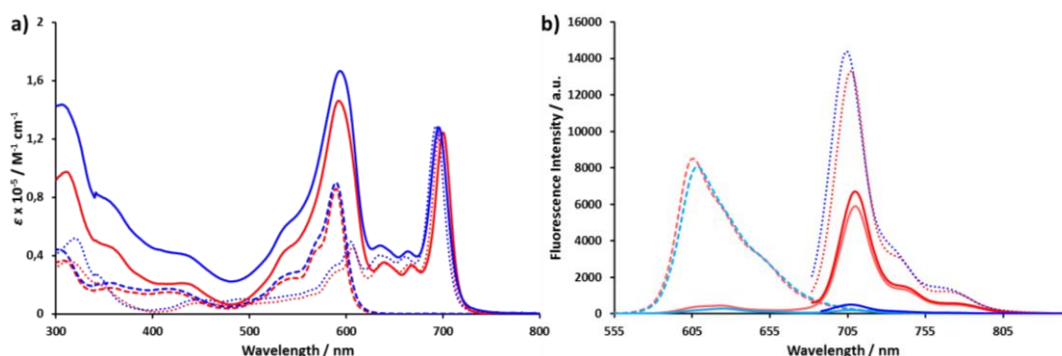 a)
2
1,6
1,2
0,8
0,4
0
ε x 10⁻⁵ / M⁻¹ cm⁻¹
300 400 500 600 700 800
Wavelength / nm
b)
16000
14000
12000
10000
8000
6000
4000
2000
0
Fluorescence Intensity / a.u.
555 605 655 705 755 805
Wavelength / nm